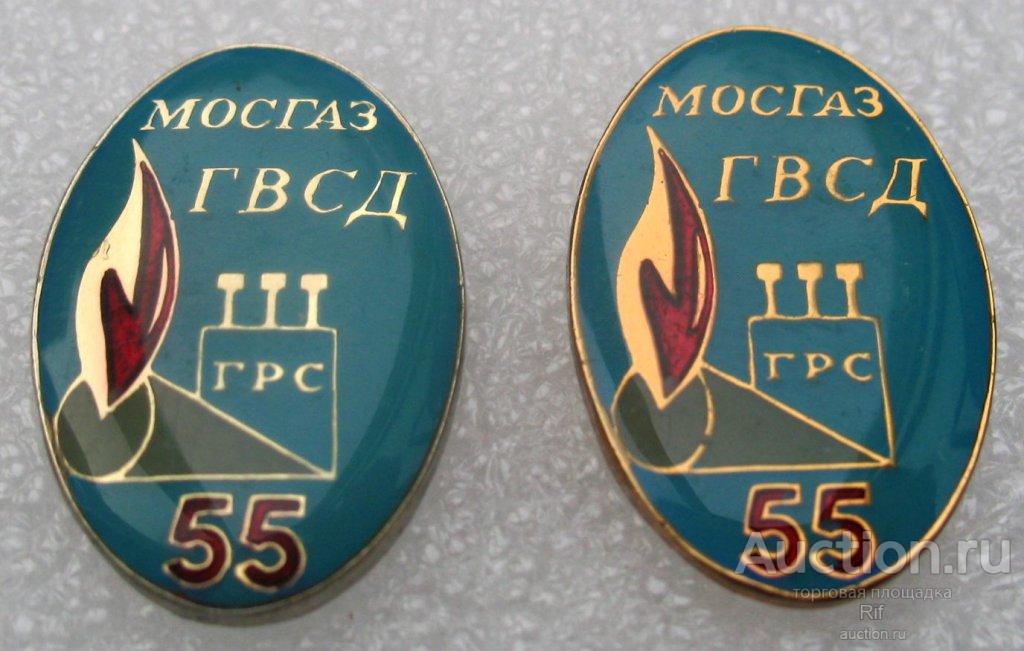 МОСГАЗ
ГВСД
ГРС
55
МОСГАЗ
ГВСД
ГРС
55
Auction.ru
торговая площадка
Rif
auction.ru